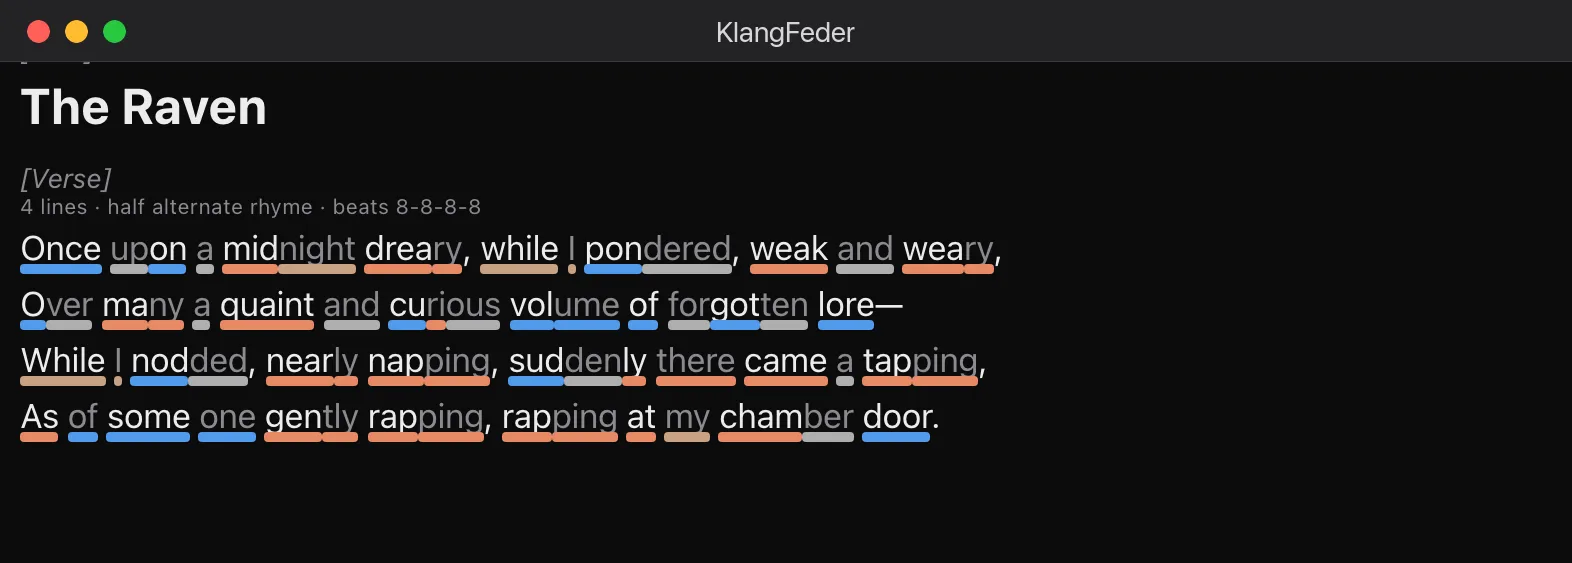 KlangFeder
The Raven
[Verse]
4 lines · half alternate rhyme · beats 8-8-8-8
Once upon a midnight dreary, while I pondered, weak and weary,
Over many a quaint and curious volume of forgotten lore—
While I nodded, nearly napping, suddenly there came a tapping,
As of some one gently rapping, rapping at my chamber door.